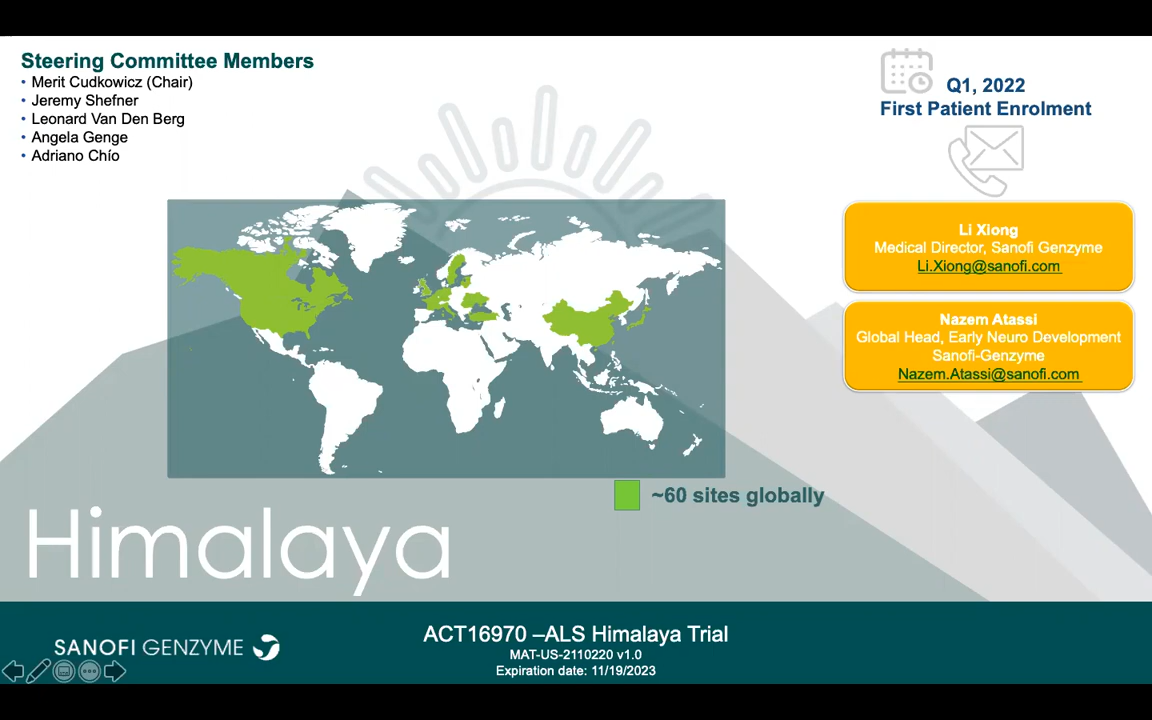 Steering Committee Members
• Merit Cudkowicz (Chair)
• Jeremy Shefner
• Leonard Van Den Berg
• Angela Genge
• Adriano Chío
Q1, 2022
First Patient Enrolment
Li Xiong
Medical Director, Sanofi Genzyme
Li.Xiong@sanofi.com
Nazem Atassi
Global Head, Early Neuro Development
Sanofi-Genzyme
Nazem.Atassi@sanofi.com
~60 sites globally
Himalaya
SANOFI GENZYME
ACT16970 –ALS Himalaya Trial
MAT-US-2110220 v1.0
Expiration date: 11/19/2023